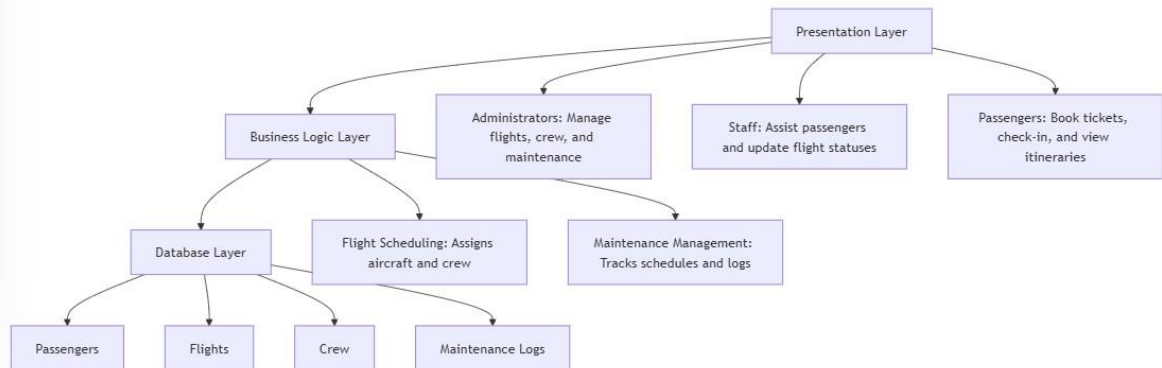 Presentation Layer
Business Logic Layer
Administrators: Manage
flights, crew, and
maintenance
Staff: Assist passengers
and update flight statuses
Passengers: Book tickets,
check-in, and view
itineraries
Database Layer
Flight Scheduling: Assigns
aircraft and crew
Maintenance Management:
Tracks schedules and logs
Passengers
Flights
Crew
Maintenance Logs